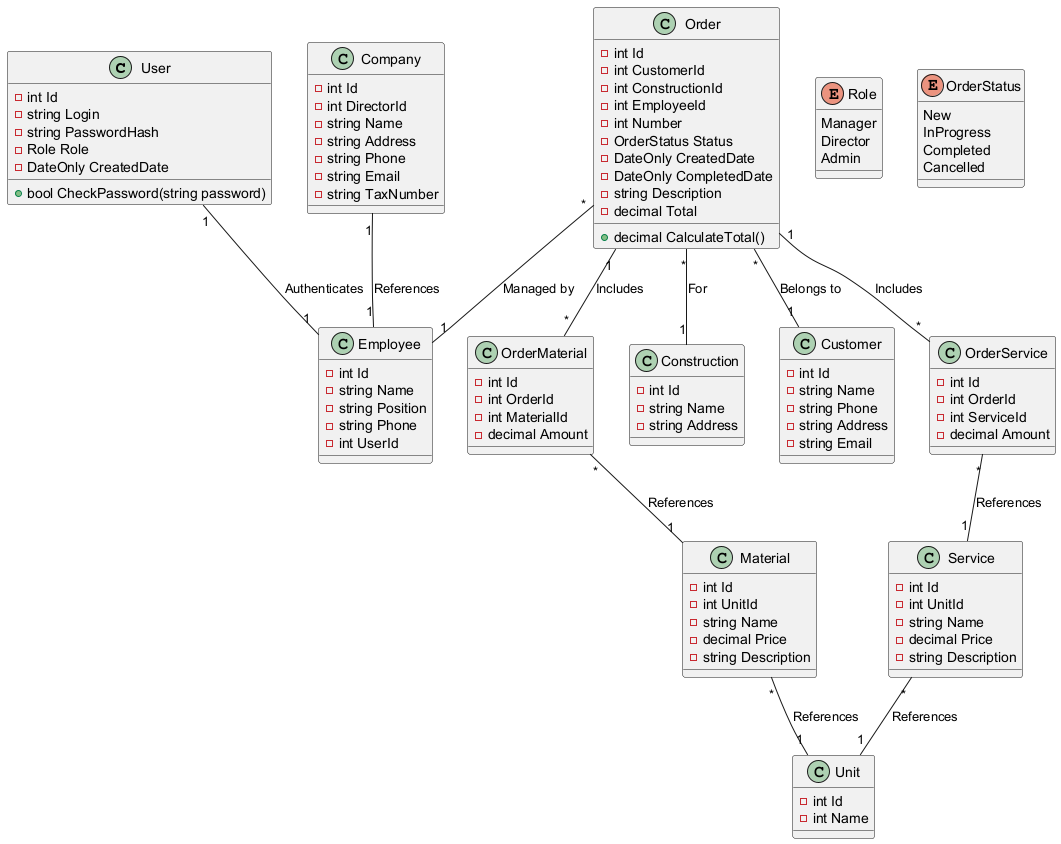 C User
int Id
string Login
string PasswordHash
Role Role
DateOnly CreatedDate
bool CheckPassword(string password)
C Company
int Id
int DirectorId
string Name
string Address
string Phone
string Email
string TaxNumber
C Order
int Id
int CustomerId
int ConstructionId
int EmployeeId
int Number
OrderStatus Status
DateOnly CreatedDate
DateOnly CompletedDate
string Description
decimal Total
decimal CalculateTotal()
E Role
Manager
Director
Admin
E OrderStatus
New
InProgress
Completed
Cancelled
1
Authenticates
1
1
References
1
*
Managed by
1
1
Includes
*
*
For
1
*
Belongs to
1
1
Includes
*
C Employee
int Id
string Name
string Position
string Phone
int UserId
C OrderMaterial
int Id
int OrderId
int MaterialId
decimal Amount
C Construction
int Id
string Name
string Address
C Customer
int Id
string Name
string Phone
string Address
string Email
C OrderService
int Id
int OrderId
int ServiceId
decimal Amount
*
References
1
*
References
1
C Material
int Id
int UnitId
string Name
decimal Price
string Description
C Service
int Id
int UnitId
string Name
decimal Price
string Description
*
References
1
*
References
1
C Unit
int Id
int Name